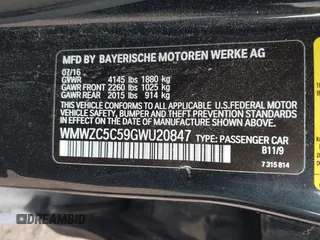 MFD BY BAYERISCHE MOTOREN WERKE AG
07/16
GVWR 4145 lbs 1880 kg
GAWR FRONT 2260 lbs 1025 kg
GAWR REAR 2015 lbs 914 kg
THIS VEHICLE CONFORMS TO ALL APPLICABLE U.S. FEDERAL MOTOR
VEHICLE SAFETY, BUMPER, AND THEFT PREVENTION STANDARDS
IN EFFECT ON THE DATE OF MANUFACTURE SHOWN ABOVE.
WMWZC5C59GWU20847 TYPE: PASSENGER CAR
B11/9
7 315 814
DREAMBID